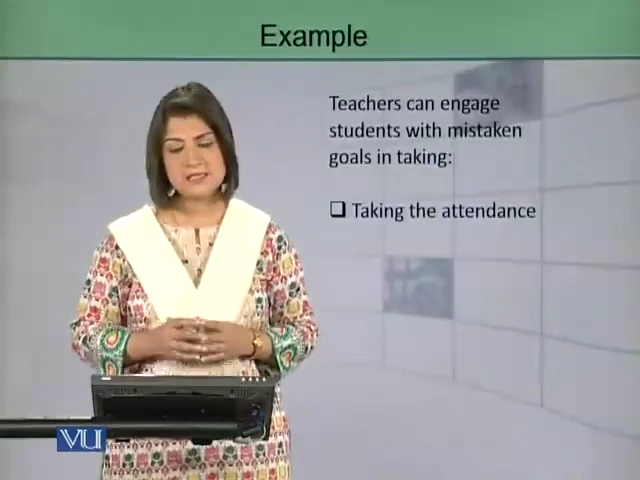 Example
Teachers can engage
students with mistaken
goals in taking:
Taking the attendance
VU